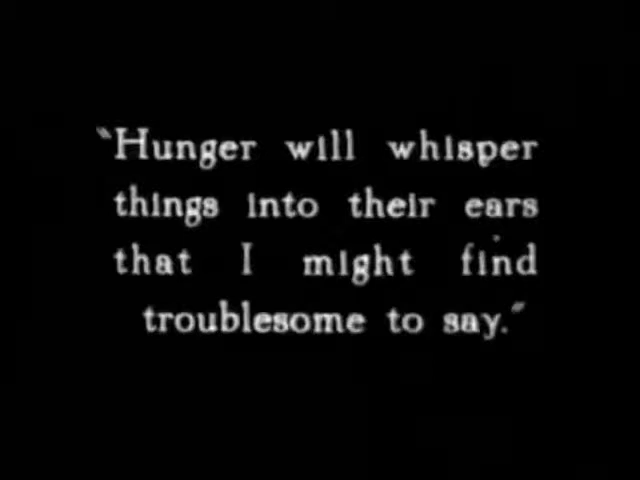 "Hunger will whisper
things into their ears
that I might find
troublesome to say."